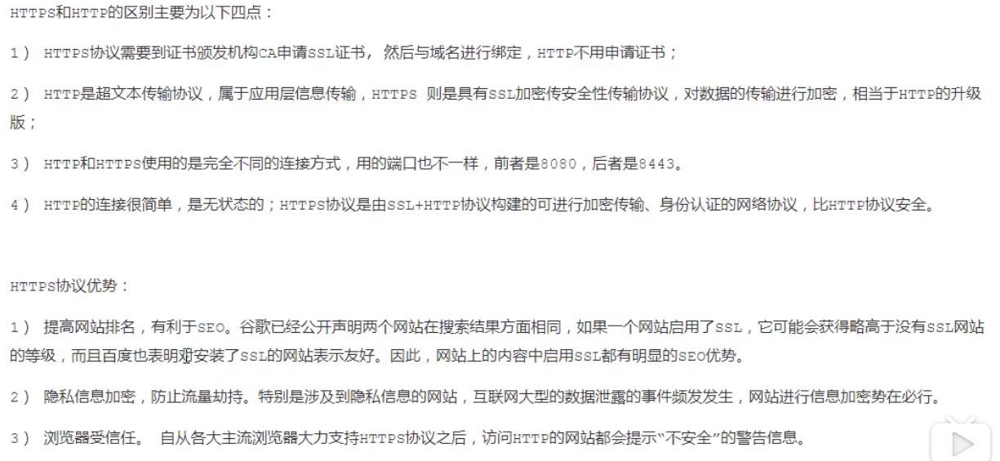 HTTPS和HTTP的区别主要为以下四点：
1） HTTPS协议需要到证书颁发机构CA申请SSL证书, 然后与域名进行绑定，HTTP不用申请证书；
2） HTTP是超文本传输协议，属于应用层信息传输，HTTPS 则是具有SSL加密传安全性传输协议，对数据的传输进行加密，相当于HTTP的升级
版；
3） HTTP和HTTPS使用的是完全不同的连接方式，用的端口也不一样，前者是8080，后者是8443。
4） HTTP的连接很简单，是无状态的；HTTPS协议是由SSL+HTTP协议构建的可进行加密传输、身份认证的网络协议，比HTTP协议安全。
HTTPS协议优势：
1） 提高网站排名，有利于SEO。谷歌已经公开声明两个网站在搜索结果方面相同，如果一个网站启用了SSL，它可能会获得略高于没有SSL网站
的等级，而且百度也表明对安装了SSL的网站表示友好。因此，网站上的内容中启用SSL都有明显的SEO优势。
2） 隐私信息加密，防止流量劫持。特别是涉及到隐私信息的网站，互联网大型的数据泄露的事件频发发生，网站进行信息加密势在必行。
3） 浏览器受信任。 自从各大主流浏览器大力支持HTTPS协议之后，访问HTTP的网站都会提示“不安全”的警告信息。